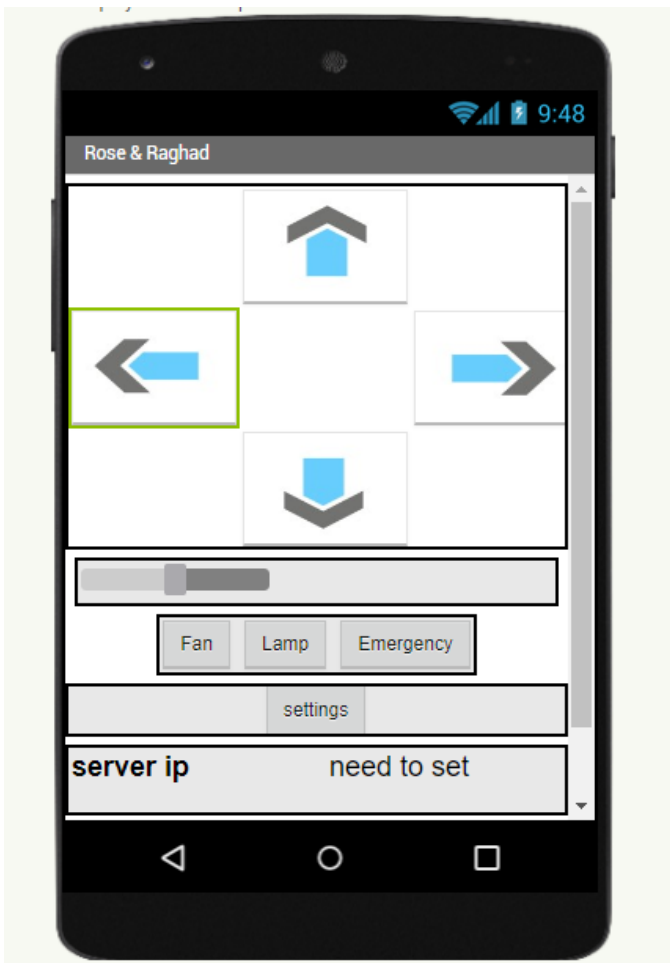 9:48
Rose & Raghad
Fan Lamp Emergency
settings
server ip need to set